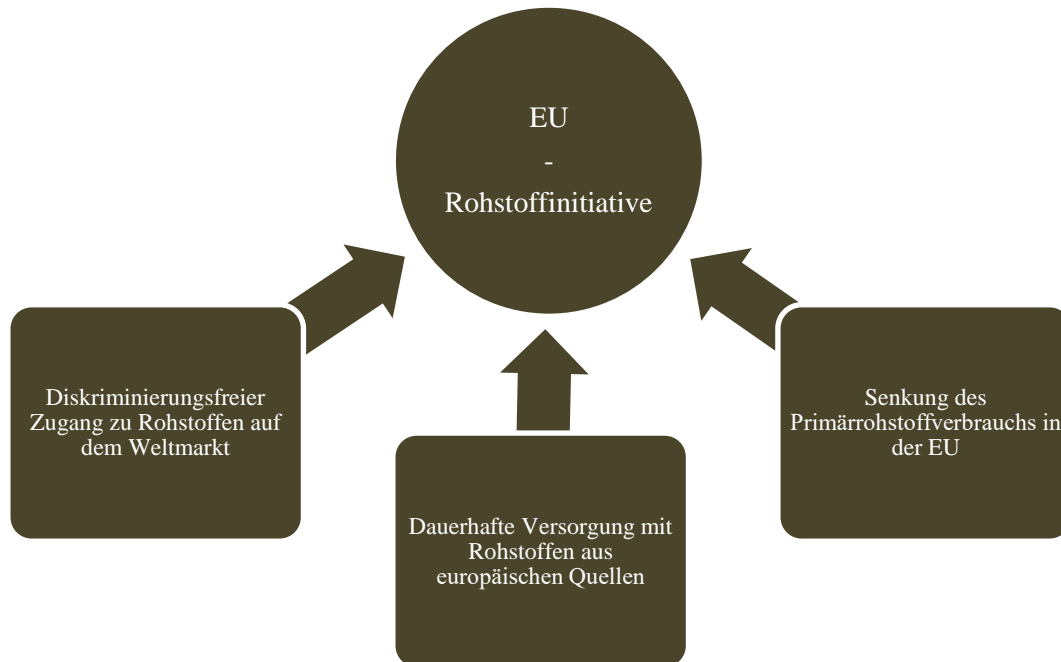 EU
-
Rohstoffinitiative
Diskriminierungsfreier
Zugang zu Rohstoffen auf
dem Weltmarkt
Dauerhafte Versorgung mit
Rohstoffen aus
europäischen Quellen
Senkung des
Primärrohstoffverbrauchs in
der EU